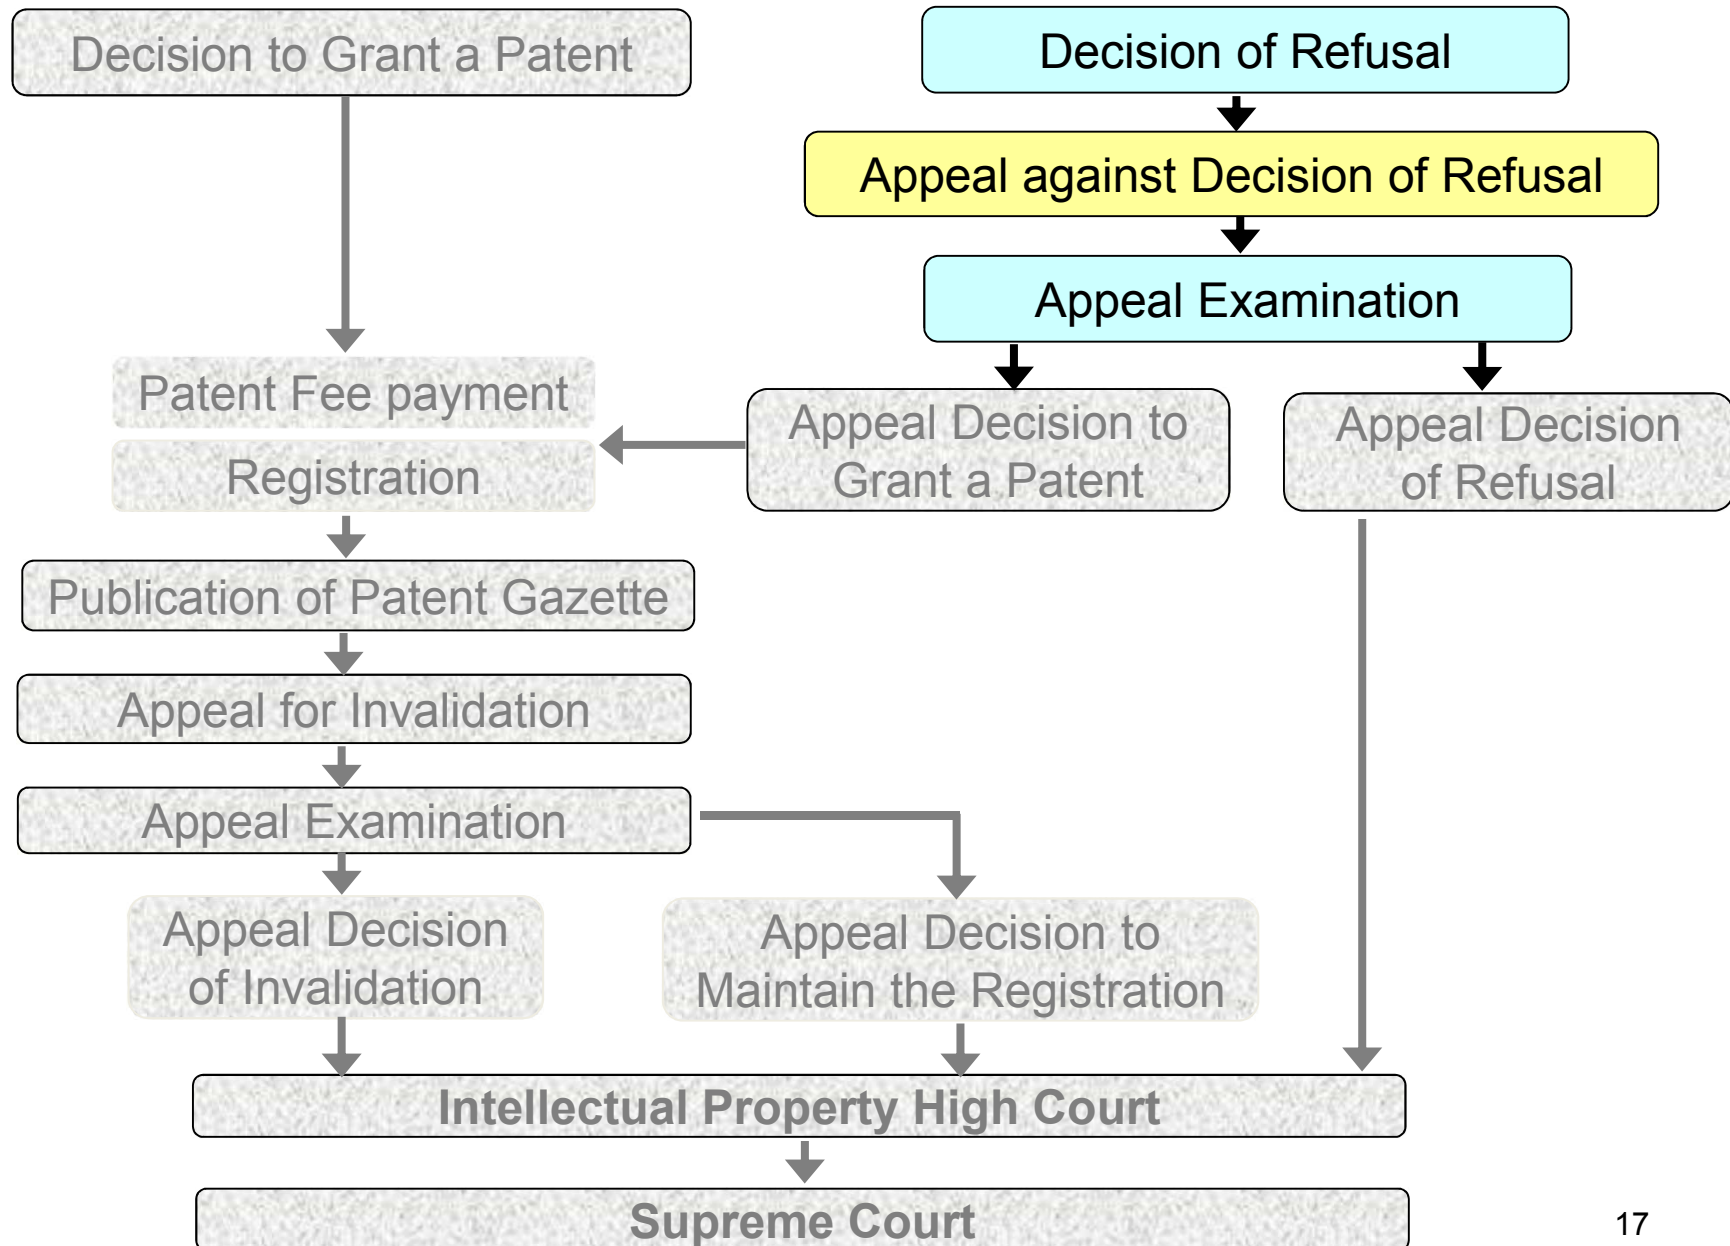 Decision to Grant a Patent
Decision of Refusal
Appeal against Decision of Refusal
Appeal Examination
Patent Fee payment
Registration
Appeal Decision to
Grant a Patent
Appeal Decision
of Refusal
Publication of Patent Gazette
Appeal for Invalidation
Appeal Examination
Appeal Decision
of Invalidation
Appeal Decision to
Maintain the Registration
Intellectual Property High Court
Supreme Court
17